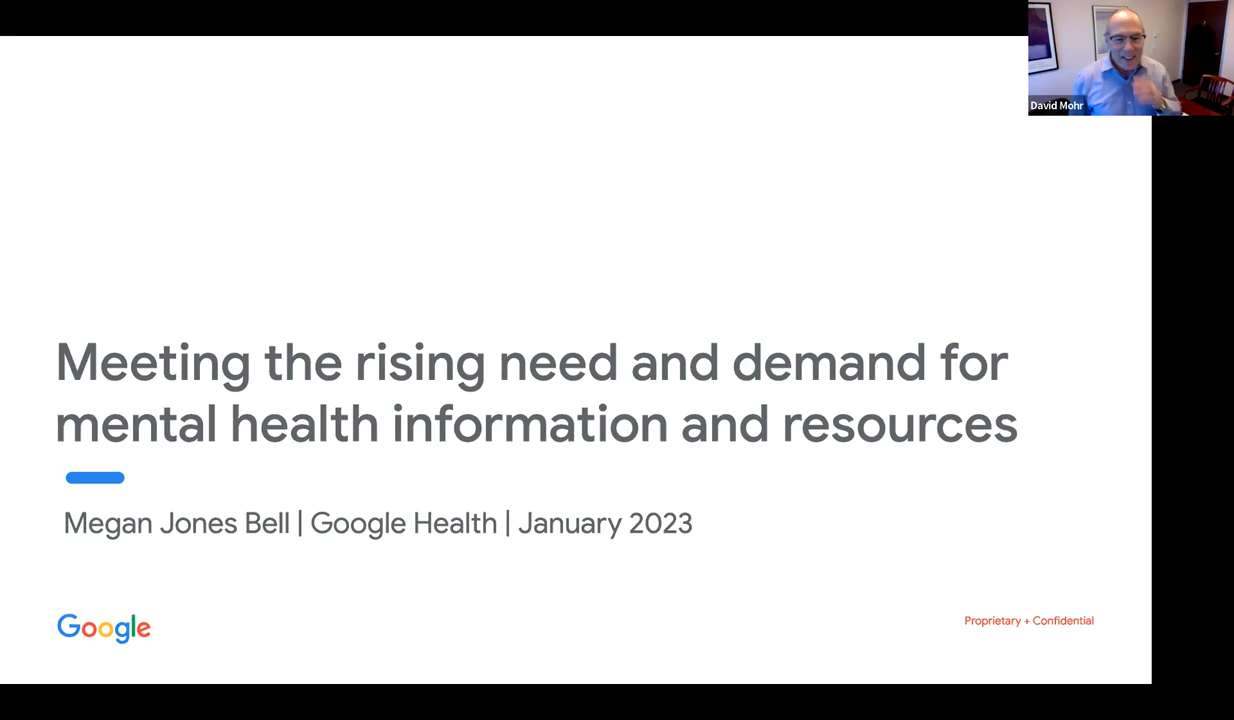 David Mohr
Meeting the rising need and demand for
mental health information and resources
Megan Jones Bell | Google Health | January 2023
Google
Proprietary + Confidential